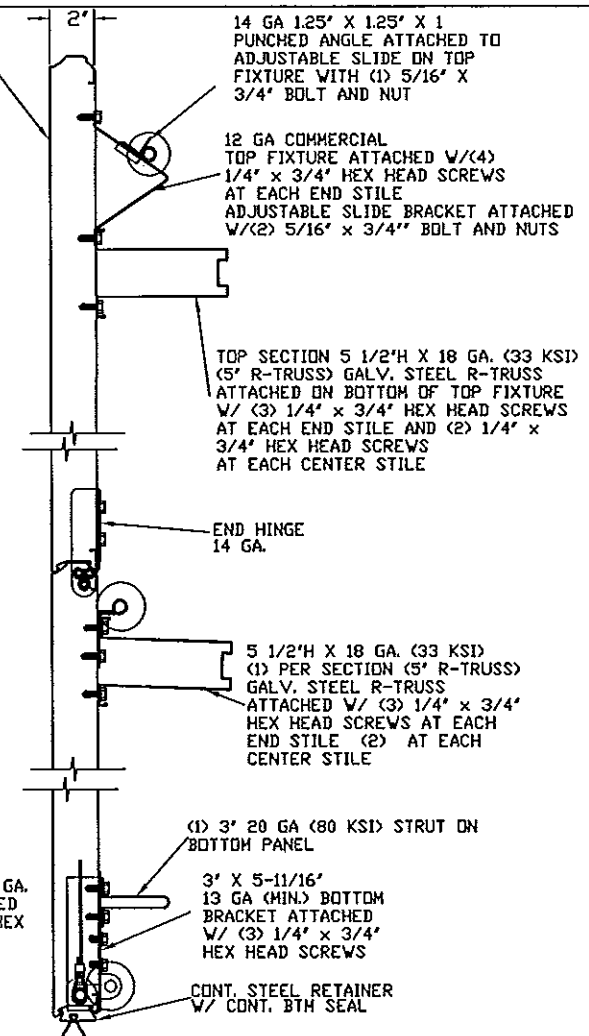 2'
14 GA 1.25' X 1.25' X 1
PUNCHED ANGLE ATTACHED TO
ADJUSTABLE SLIDE ON TOP
FIXTURE WITH (1) 5/16' X
3/4' BOLT AND NUT
12 GA COMMERCIAL
TOP FIXTURE ATTACHED W/(4)
1/4' x 3/4' HEX HEAD SCREWS
AT EACH END STILE
ADJUSTABLE SLIDE BRACKET ATTACHED
W/(2) 5/16' x 3/4'' BOLT AND NUTS
TOP SECTION 5 1/2'H X 18 GA. (33 KSI)
(5' R-TRUSS) GALV. STEEL R-TRUSS
ATTACHED ON BOTTOM OF TOP FIXTURE
W/ (3) 1/4' x 3/4' HEX HEAD SCREWS
AT EACH END STILE AND (2) 1/4' x
3/4' HEX HEAD SCREWS
AT EACH CENTER STILE
END HINGE
14 GA.
5 1/2'H X 18 GA. (33 KSI)
(1) PER SECTION (5' R-TRUSS)
GALV. STEEL R-TRUSS
ATTACHED W/ (3) 1/4' x 3/4'
HEX HEAD SCREWS AT EACH
END STILE (2) AT EACH
CENTER STILE
(1) 3' 20 GA (80 KSI) STRUT ON
BOTTOM PANEL
GA.
ED
HEX
3' X 5-11/16'
13 GA (MIN.) BOTTOM
BRACKET ATTACHED
W/ (3) 1/4' x 3/4'
HEX HEAD SCREWS
CONT. STEEL RETAINER
W/ CONT. BTM SEAL